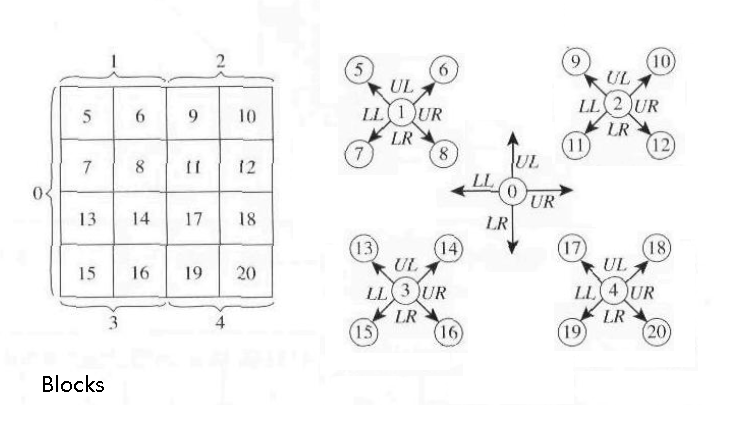 1 2
5 6 9 10
7 8 11 12
0
13 14 17 18
15 16 19 20
3 4
5 6
UL
LL 1 UR
LR
7 8
9 10
UL
LL 2 UR
LR
11 12
UL
LL 0 UR
LR
13 14
UL
LL 3 UR
LR
15 16
17 18
UL
LL 4 UR
LR
19 20
Blocks